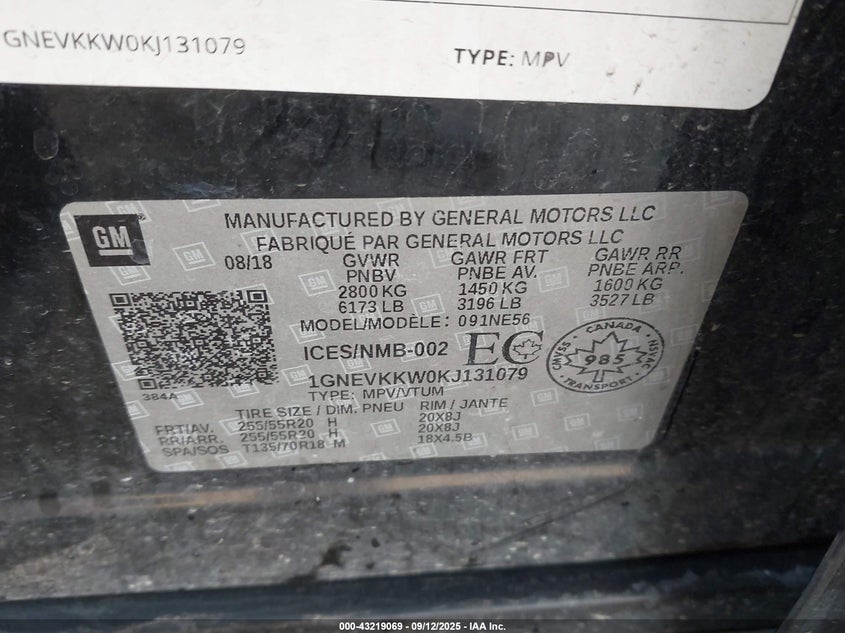 GNEVKKW0KJ131079
TYPE: MPV
GM
MANUFACTURED BY GENERAL MOTORS LLC
FABRIQUÉ PAR GENERAL MOTORS LLC
08/18 GVWR GAWR FRT GAWR RR
PNBV PNBE AV. PNBE ARR.
2800 KG 1450 KG 1600 KG
6173 LB 3196 LB 3527 LB
MODEL/MODÈLE: 091NE56
ICES/NMB-002 EC
CANADA
CMVSS 985 NSVAC
TRANSPORT
1GNEVKKW0KJ131079
384A
TYPE: MPV/VTUM
TIRE SIZE / DIM. PNEU RIM / JANTE
FRT/AV. 255/55R20 H 20X8J
RR/ARR. 255/55R20 H 20X8J
SPA/SOS T135/70R18 M 18X4.5B
000-43219069 - 09/12/2025 - IAA Inc.